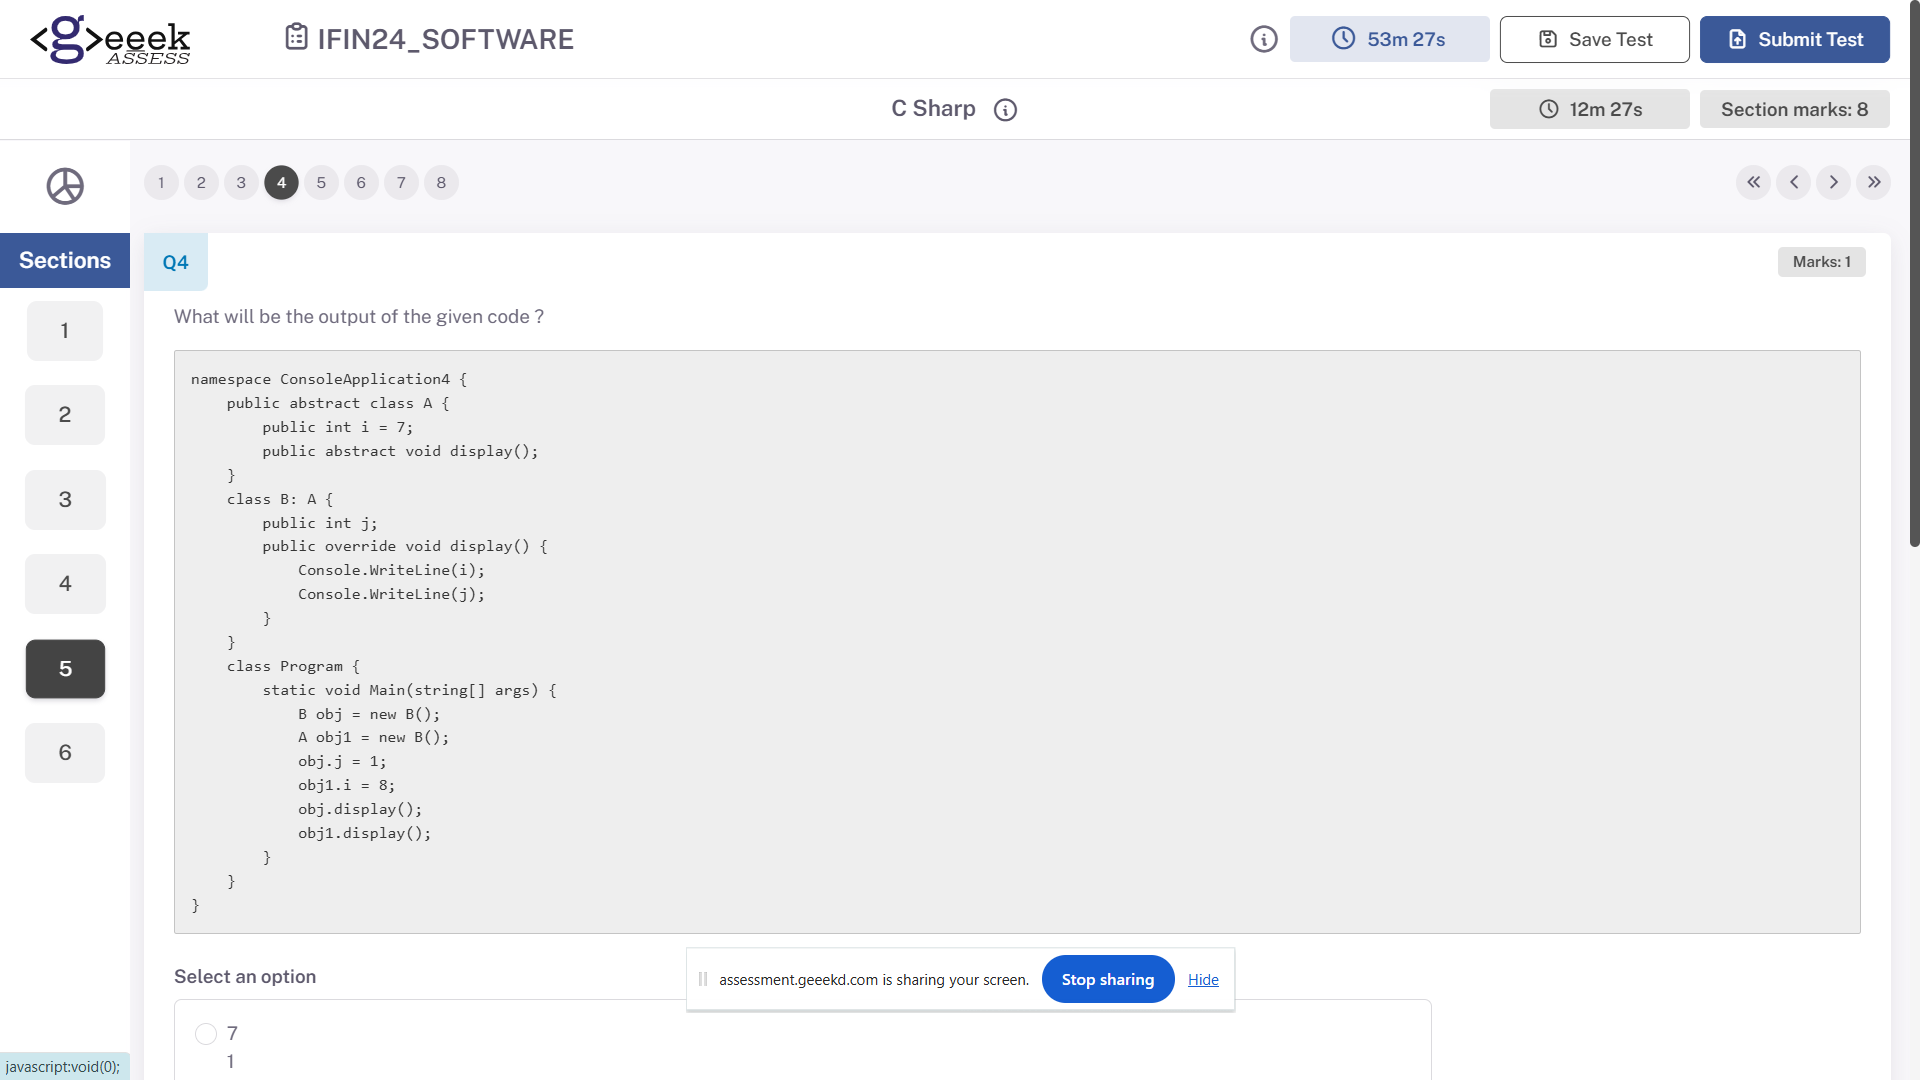 <g>eeek
ASSESS
IFIN24_SOFTWARE
53m 27s
Save Test
Submit Test
C Sharp
12m 27s
Section marks: 8
1 2 3 4 5 6 7 8
Sections
1
2
3
4
5
6
Q4
Marks: 1
What will be the output of the given code ?
namespace ConsoleApplication4 {
    public abstract class A {
        public int i = 7;
        public abstract void display();
    }
    class B: A {
        public int j;
        public override void display() {
            Console.WriteLine(i);
            Console.WriteLine(j);
        }
    }
    class Program {
        static void Main(string[] args) {
            B obj = new B();
            A obj1 = new B();
            obj.j = 1;
            obj1.i = 8;
            obj.display();
            obj1.display();
        }
    }
}
Select an option
7
1
assessment.geeekd.com is sharing your screen.
Stop sharing
Hide
javascript:void(0);